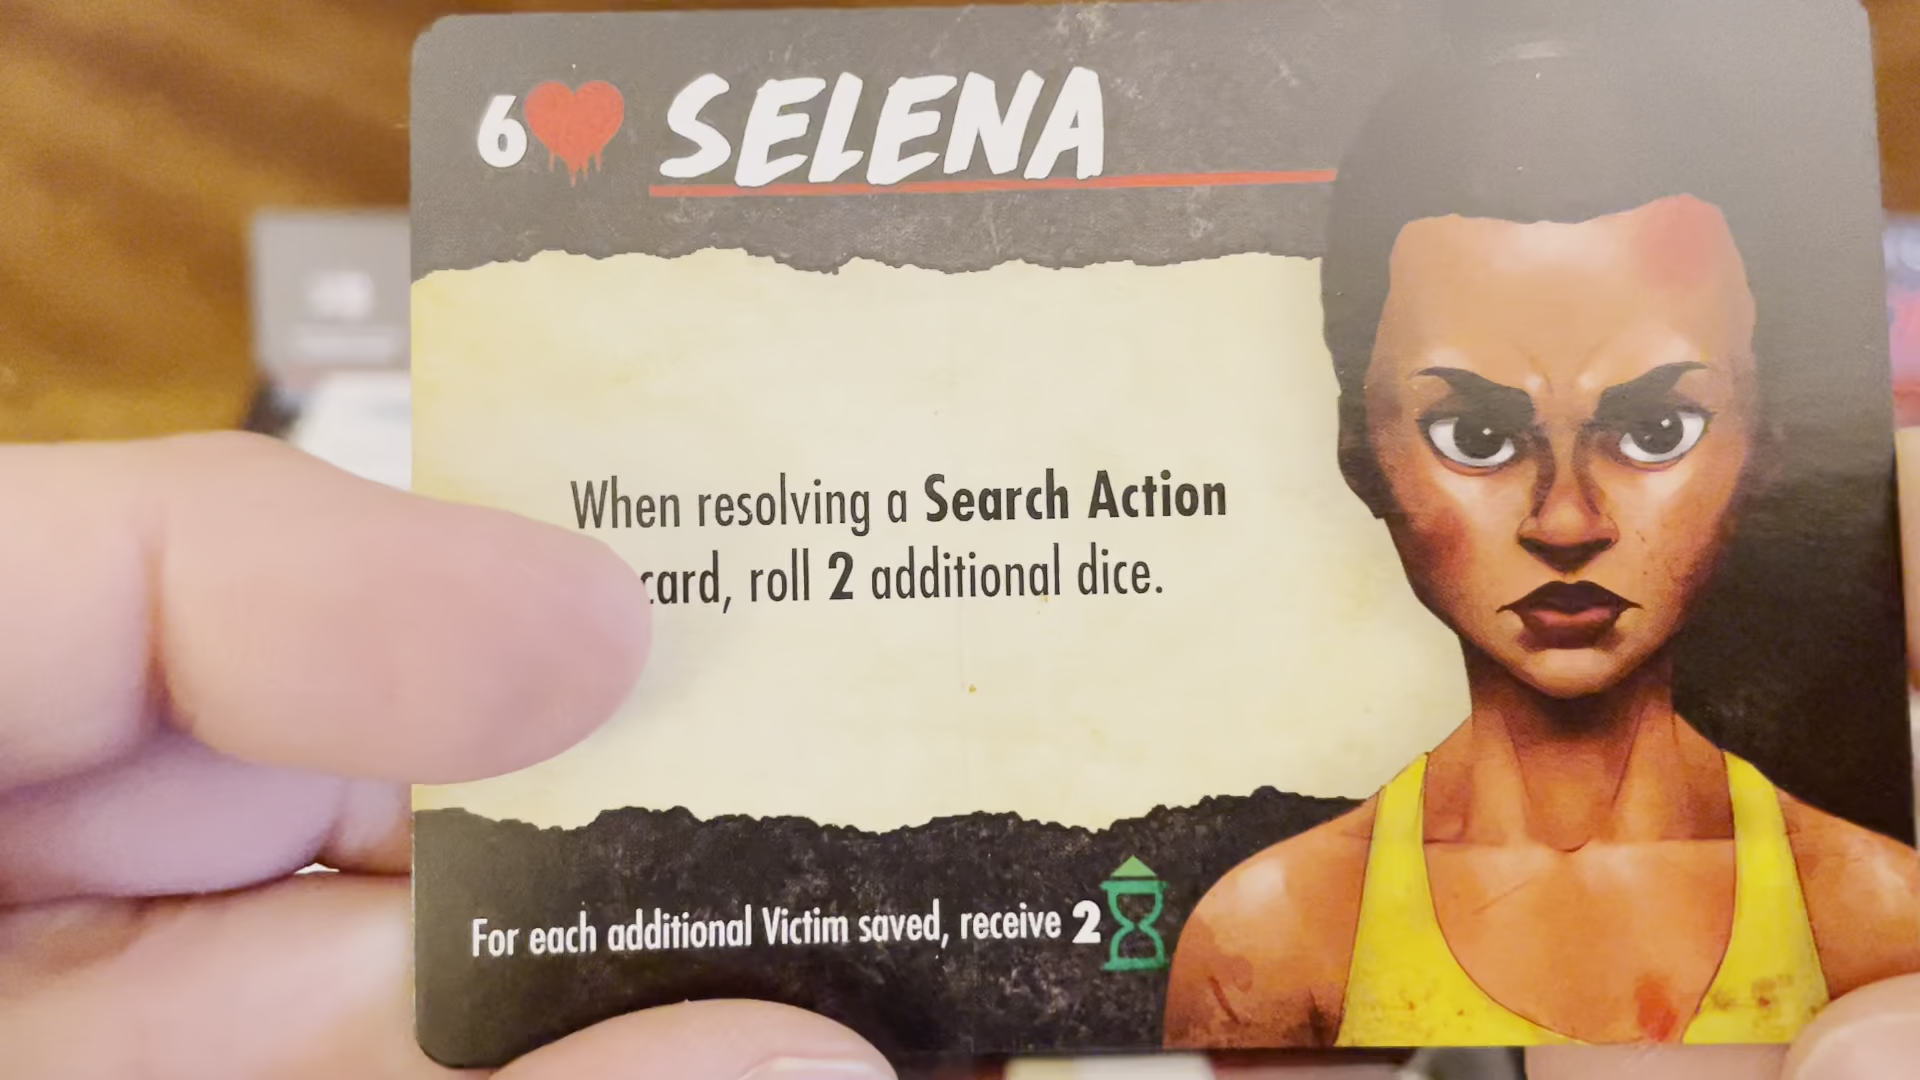 6 SELENA
When resolving a Search Action
card, roll 2 additional dice.
For each additional Victim saved, receive 2